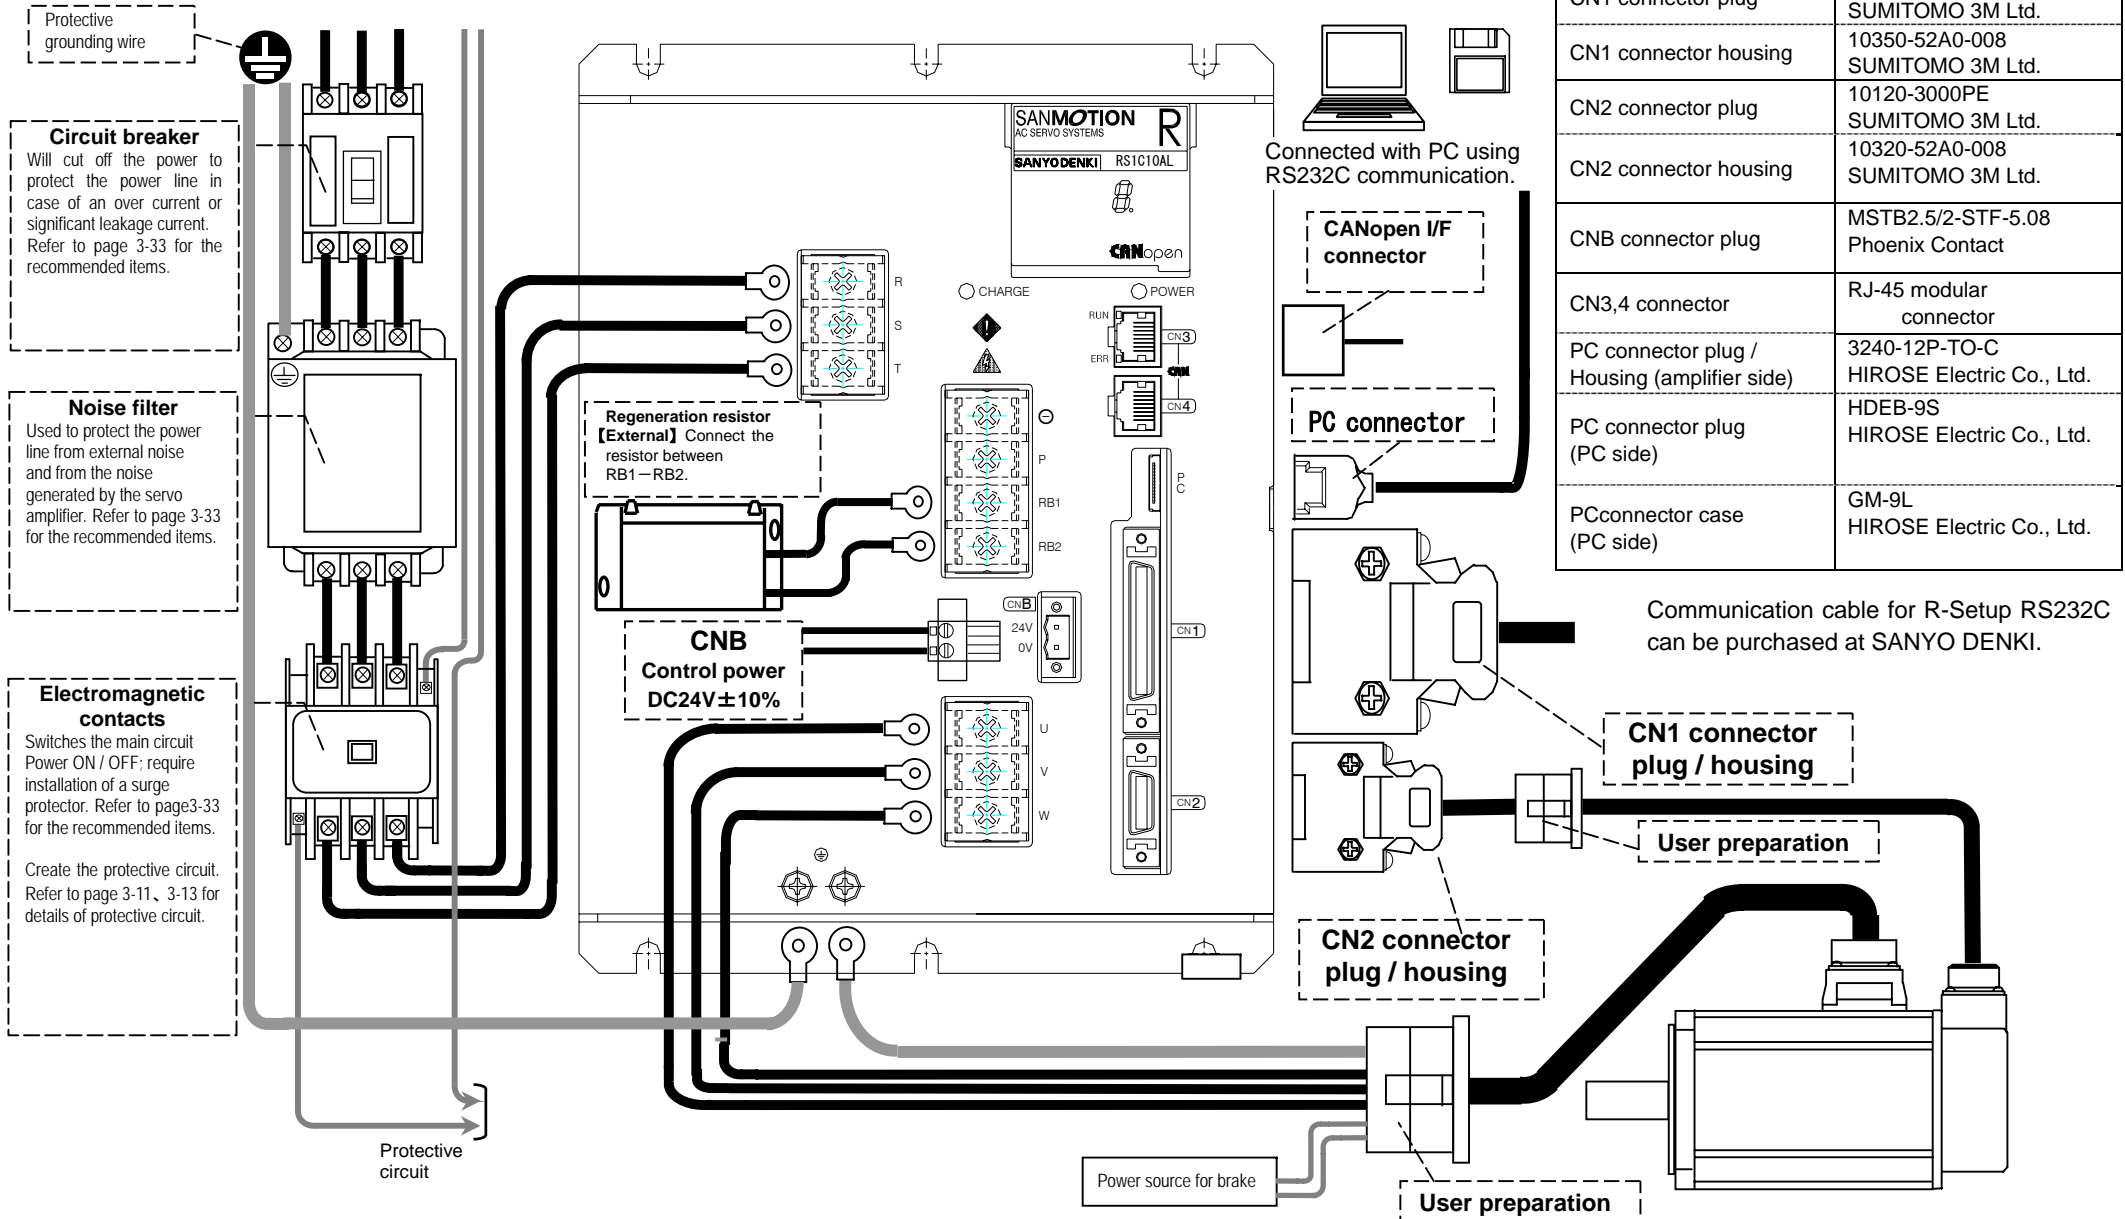 Protective
grounding wire
Circuit breaker
Will cut off the power to
protect the power line in
case of an over current or
significant leakage current.
Refer to page 3-33 for the
recommended items.
Noise filter
Used to protect the power
line from external noise
and from the noise
generated by the servo
amplifier. Refer to page 3-33
for the recommended items.
Electromagnetic
contacts
Switches the main circuit
Power ON / OFF; require
installation of a surge
protector. Refer to page3-33
for the recommended items.
Create the protective circuit.
Refer to page 3-11、3-13 for
details of protective circuit.
Protective
circuit
SANMOTION R
AC SERVO SYSTEMS
SANYO DENKI RS1C10AL
8.
CANopen
CHARGE
POWER
R
S
T
RUN
ERR
CN3
CAN
CN4
Regeneration resistor
【External】Connect the
resistor between
RB1－RB2.
⊖
P
RB1
RB2
PC
CNB
24V
0V
CN1
CNB
Control power
DC24V±10%
U
V
W
CN2
Connected with PC using
RS232C communication.
CANopen I/F
connector
PC connector
CN1 connector
plug / housing
User preparation
CN2 connector
plug / housing
Power source for brake
User preparation
CN1 connector plug
SUMITOMO 3M Ltd.
CN1 connector housing
10350-52A0-008
SUMITOMO 3M Ltd.
CN2 connector plug
10120-3000PE
SUMITOMO 3M Ltd.
CN2 connector housing
10320-52A0-008
SUMITOMO 3M Ltd.
CNB connector plug
MSTB2.5/2-STF-5.08
Phoenix Contact
CN3,4 connector
RJ-45 modular
connector
PC connector plug /
Housing (amplifier side)
3240-12P-TO-C
HIROSE Electric Co., Ltd.
PC connector plug
(PC side)
HDEB-9S
HIROSE Electric Co., Ltd.
PCconnector case
(PC side)
GM-9L
HIROSE Electric Co., Ltd.
Communication cable for R-Setup RS232C
can be purchased at SANYO DENKI.